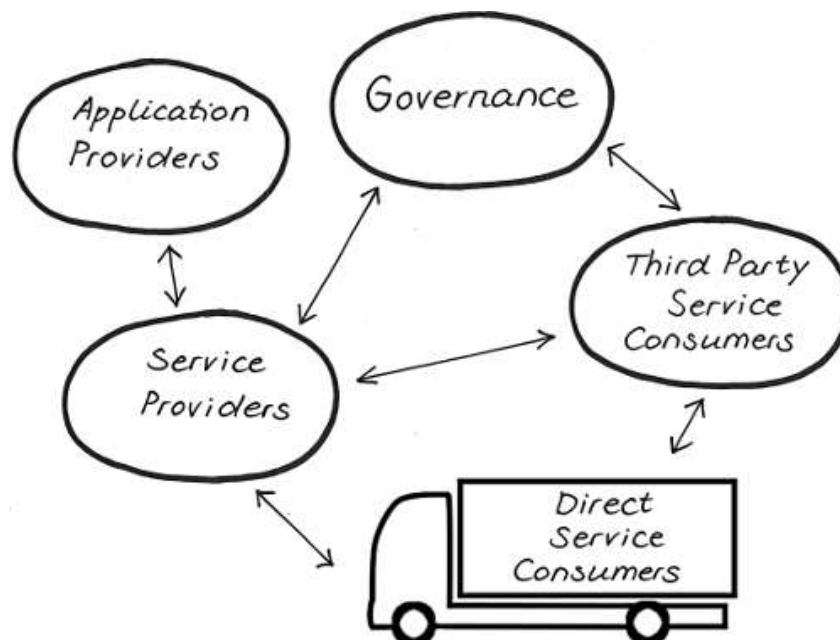 Application
Providers
Governance
Third Party
Service
Consumers
Service
Providers
Direct
Service
Consumers